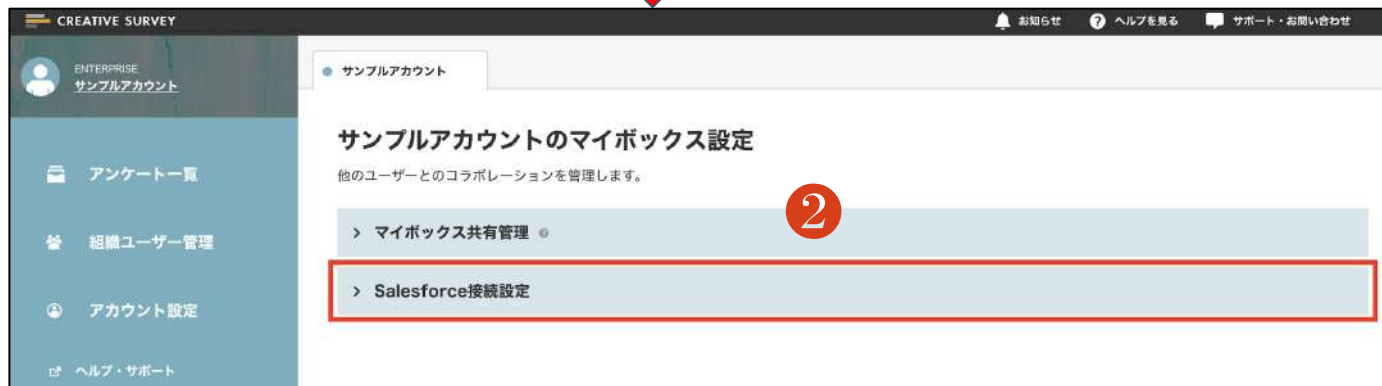 CREATIVE SURVEY
お知らせ
ヘルプを見る
サポート・お問い合わせ
ENTERPRISE
サンプルアカウント
サンプルアカウント
サンプルアカウントのマイボックス設定
他のユーザーとのコラボレーションを管理します。
アンケート一覧
2
マイボックス共有管理
組織ユーザー管理
Salesforce接続設定
アカウント設定
ヘルプ・サポート